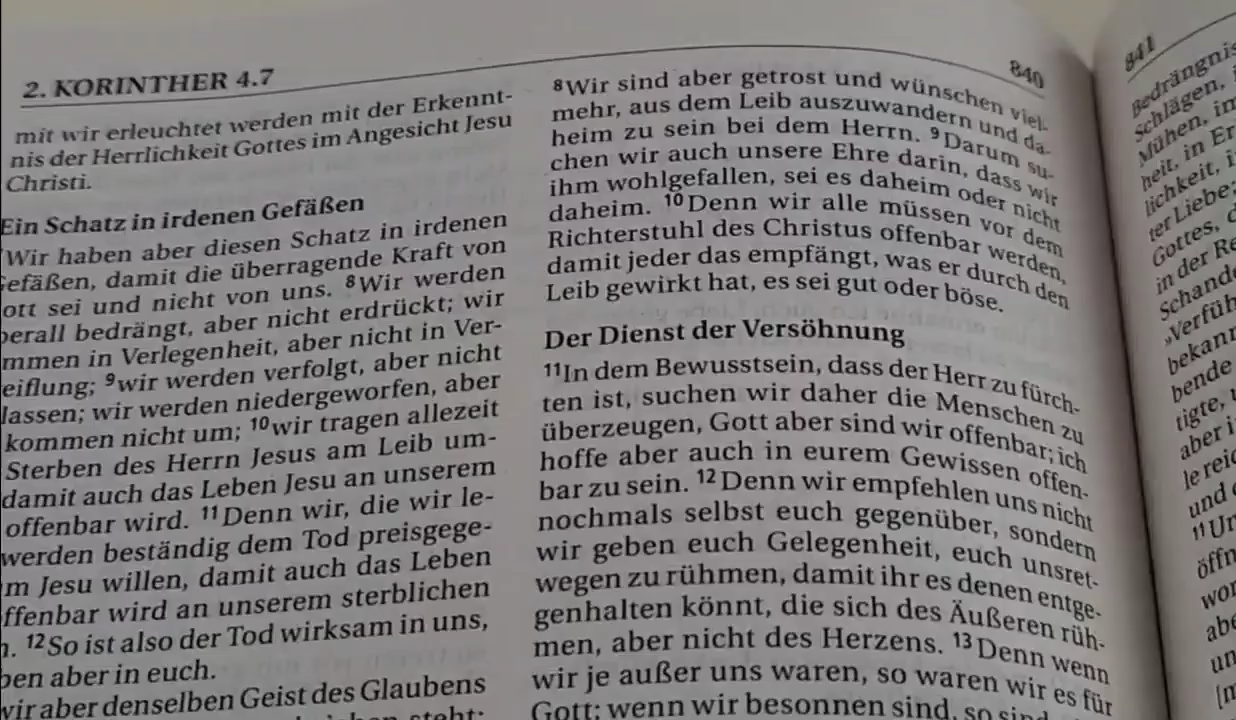 2. KORINTHER 4.7
840
mit wir erleuchtet werden mit der Erkennt-
nis der Herrlichkeit Gottes im Angesicht Jesu
Christi.
Ein Schatz in irdenen Gefäßen
Wir haben aber diesen Schatz in irdenen
efäßen, damit die überragende Kraft von
ott sei und nicht von uns. 8Wir werden
berall bedrängt, aber nicht erdrückt; wir
mmen in Verlegenheit, aber nicht in Ver-
eiflung; 9wir werden verfolgt, aber nicht
lassen; wir werden niedergeworfen, aber
kommen nicht um; 10wir tragen allezeit
Sterben des Herrn Jesus am Leib um-
damit auch das Leben Jesu an unserem
offenbar wird. 11Denn wir, die wir le-
werden beständig dem Tod preisgege-
m Jesu willen, damit auch das Leben
ffenbar wird an unserem sterblichen
12So ist also der Tod wirksam in uns,
ben aber in euch.
wir aber denselben Geist des Glaubens
steht:
8Wir sind aber getrost und wünschen viel-
mehr, aus dem Leib auszuwandern und da-
heim zu sein bei dem Herrn. 9Darum su-
chen wir auch unsere Ehre darin, dass wir
ihm wohlgefallen, sei es daheim oder nicht
daheim. 10Denn wir alle müssen vor dem
Richterstuhl des Christus offenbar werden,
damit jeder das empfängt, was er durch den
Leib gewirkt hat, es sei gut oder böse.
Der Dienst der Versöhnung
11In dem Bewusstsein, dass der Herr zu fürch-
ten ist, suchen wir daher die Menschen zu
überzeugen, Gott aber sind wir offenbar; ich
hoffe aber auch in eurem Gewissen offen-
bar zu sein. 12Denn wir empfehlen uns nicht
nochmals selbst euch gegenüber, sondern
wir geben euch Gelegenheit, euch unsret-
wegen zu rühmen, damit ihr es denen entge-
genhalten könnt, die sich des Äußeren rüh-
men, aber nicht des Herzens. 13Denn wenn
wir je außer uns waren, so waren wir es für
Gott; wenn wir besonnen sind, so sind
841
Bedrängnis
Schlägen,
Mühen, im
heit, in Er
lichkeit, i
ter Liebe;
Gottes, d
in der Re
Schande
»Verfüh
bekann
bende
tigte, u
aber i
le reic
und
11Un
öffn
wor
abe
un
[m